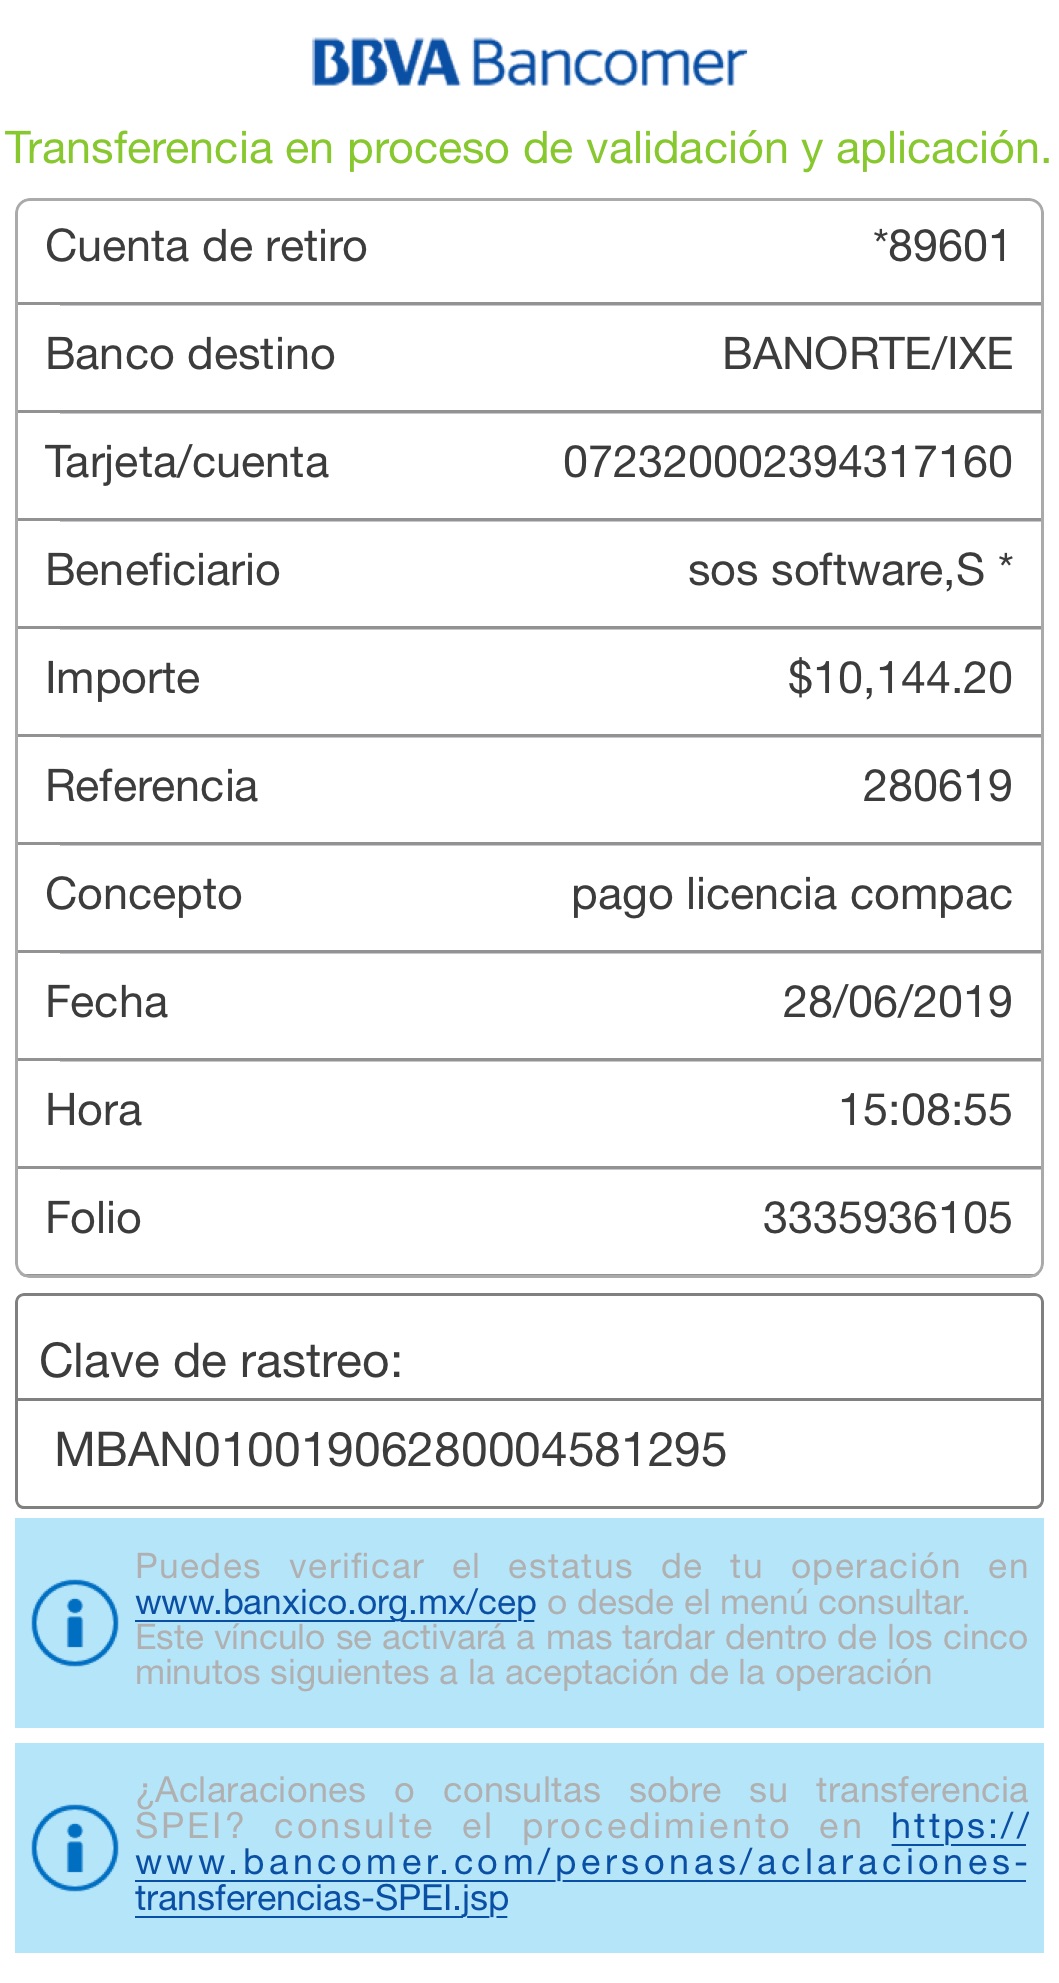 BBVA Bancomer
Transferencia en proceso de validación y aplicación.
Cuenta de retiro *89601
Banco destino BANORTE/IXE
Tarjeta/cuenta 072320002394317160
Beneficiario sos software,S *
Importe $10,144.20
Referencia 280619
Concepto pago licencia compac
Fecha 28/06/2019
Hora 15:08:55
Folio 3335936105
Clave de rastreo:
MBAN01001906280004581295
Puedes verificar el estatus de tu operación en
www.banxico.org.mx/cep o desde el menú consultar.
Este vínculo se activará a mas tardar dentro de los cinco
minutos siguientes a la aceptación de la operación
¿Aclaraciones o consultas sobre su transferencia
SPEI? consulte el procedimiento en https://
www.bancomer.com/personas/aclaraciones-
transferencias-SPEI.jsp